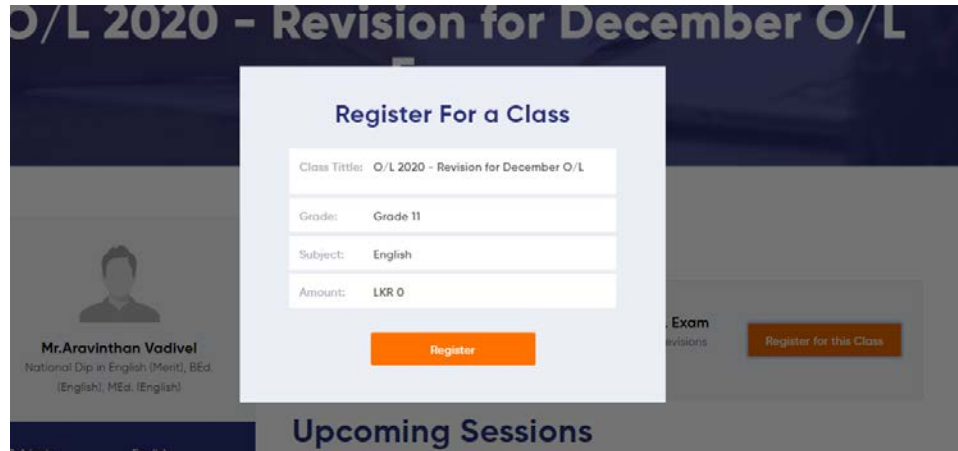 O/L 2020 - Revision for December O/L
Register For a Class
Class Tittle: O/L 2020 - Revision for December O/L
Grade: Grade 11
Subject: English
Amount: LKR 0
Register
Mr.Aravinthan Vadivel
National Dip in English (Merit), BEd.
(English), MEd. (English)
Exam
evisions
Register for this Class
Upcoming Sessions